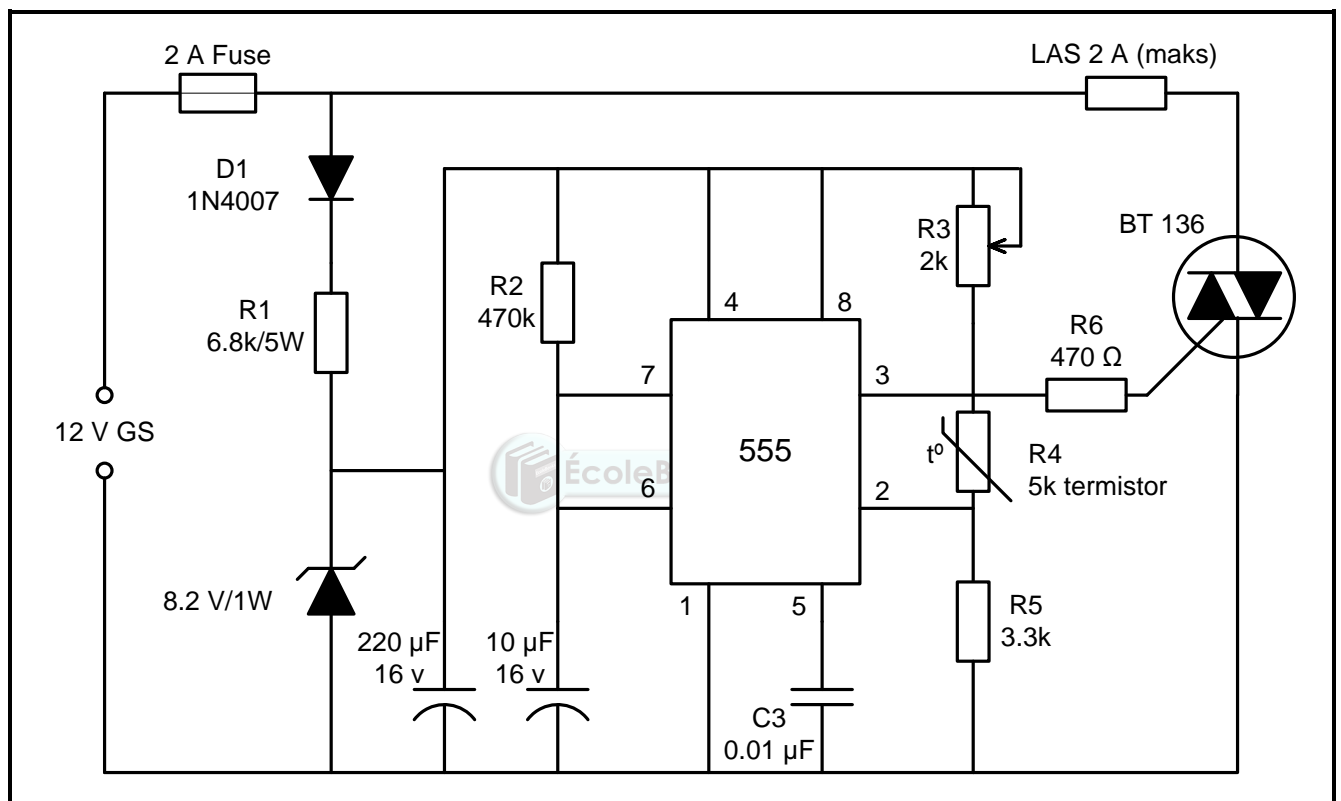 2 A Fuse
LAS 2 A (maks)
D1
1N4007
R3
2k
BT 136
R2
470k
4
8
R1
6.8k/5W
R6
470 Ω
7
3
12 V GS
555
tº
R4
5k termistor
ÉcoleB
6
2
8.2 V/1W
1
5
R5
3.3k
220 µF
16 v
10 µF
16 v
C3
0.01 µF